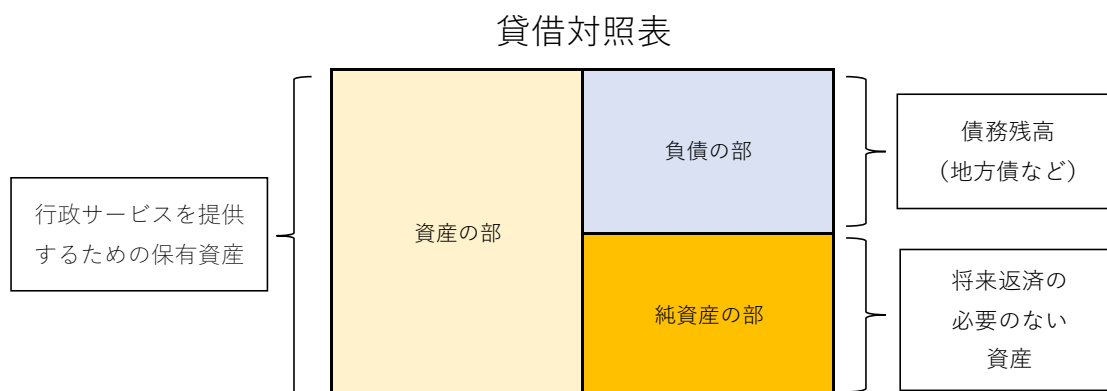 貸借対照表
行政サービスを提供
するための保有資産
資産の部
負債の部
純資産の部
債務残高
（地方債など）
将来返済の
必要のない
資産